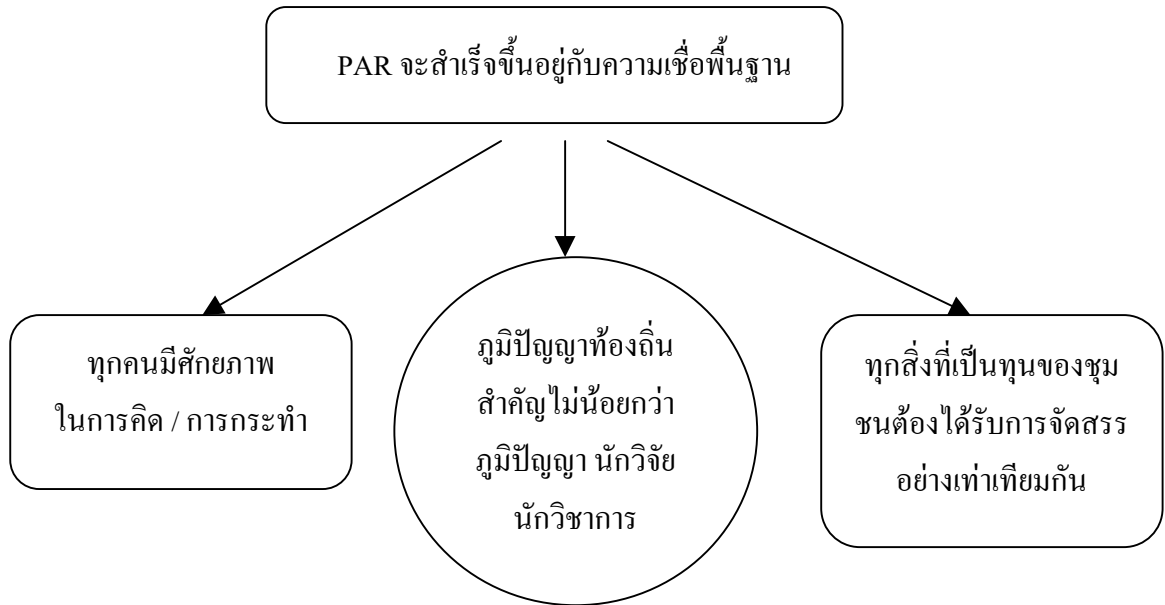 PAR จะสำเร็จขึ้นอยู่กับความเชื่อพื้นฐาน
ทุกคนมีศักยภาพ
ในการคิด / การกระทำ
ภูมิปัญญาท้องถิ่น
สำคัญไม่น้อยกว่า
ภูมิปัญญา นักวิจัย
นักวิชาการ
ทุกสิ่งที่เป็นทุนของชุม
ชนต้องได้รับการจัดสรร
อย่างเท่าเทียมกัน